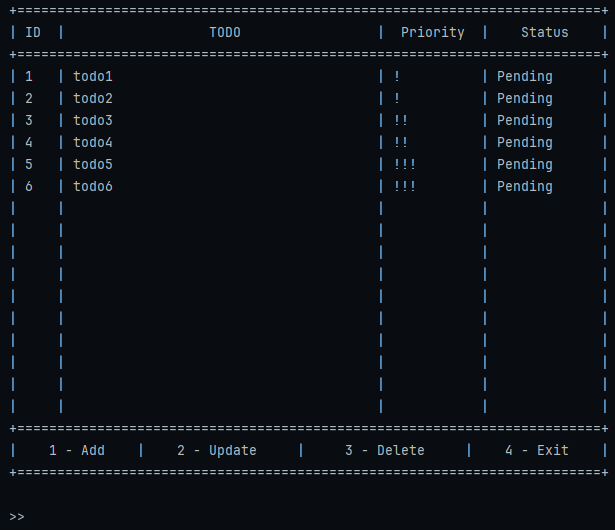 +=========================================================================+
| ID  |                  TODO                 |  Priority  |    Status    |
+=========================================================================+
| 1   | todo1                                 | !          | Pending      |
| 2   | todo2                                 | !          | Pending      |
| 3   | todo3                                 | !!         | Pending      |
| 4   | todo4                                 | !!         | Pending      |
| 5   | todo5                                 | !!!        | Pending      |
| 6   | todo6                                 | !!!        | Pending      |
|     |                                       |            |              |
|     |                                       |            |              |
|     |                                       |            |              |
|     |                                       |            |              |
|     |                                       |            |              |
|     |                                       |            |              |
|     |                                       |            |              |
|     |                                       |            |              |
|     |                                       |            |              |
|     |                                       |            |              |
+=========================================================================+
|    1 - Add    |    2 - Update     |     3 - Delete     |    4 - Exit    |
+=========================================================================+
>>